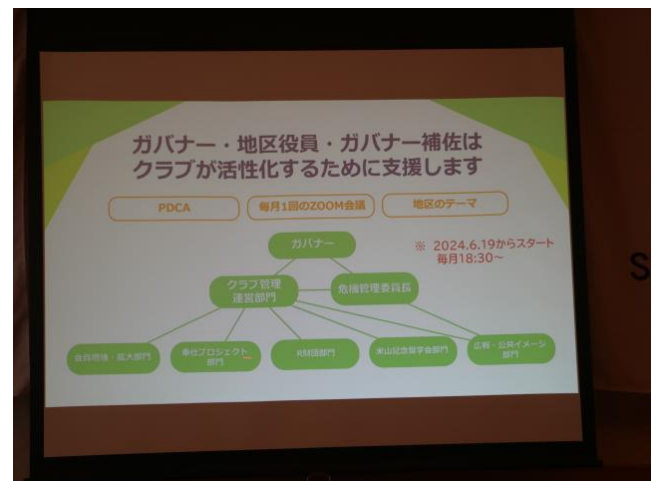 ガバナー・地区役員・ガバナー補佐は
クラブが活性化するために支援します
PDCA
毎月1回のZOOM会議
地区のテーマ
ガバナー
※ 2024.6.19からスタート
毎月18:30～
クラブ管理
運営部門
危機管理委員長
会員増強・拡大部門
奉仕プロジェクト
部門
R財団部門
米山記念奨学会部門
広報・公共イメージ
部門
S